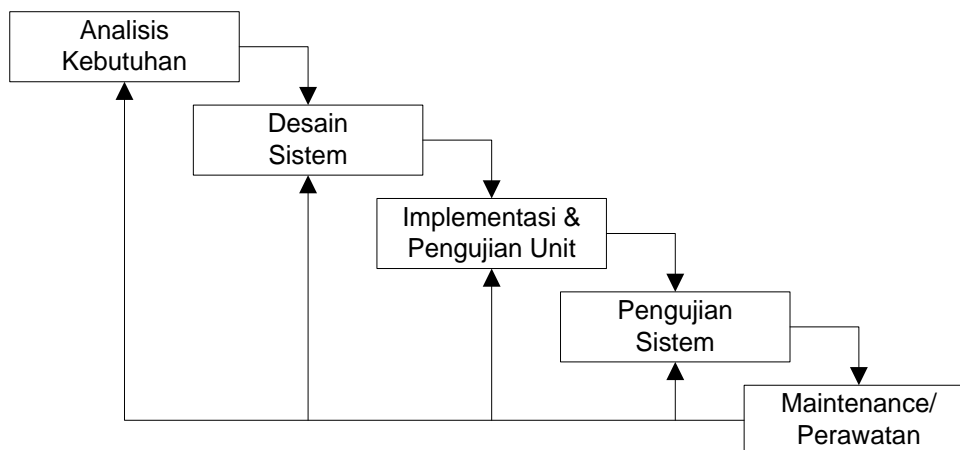 Analisis
Kebutuhan
Desain
Sistem
Implementasi &
Pengujian Unit
Pengujian
Sistem
Maintenance/
Perawatan